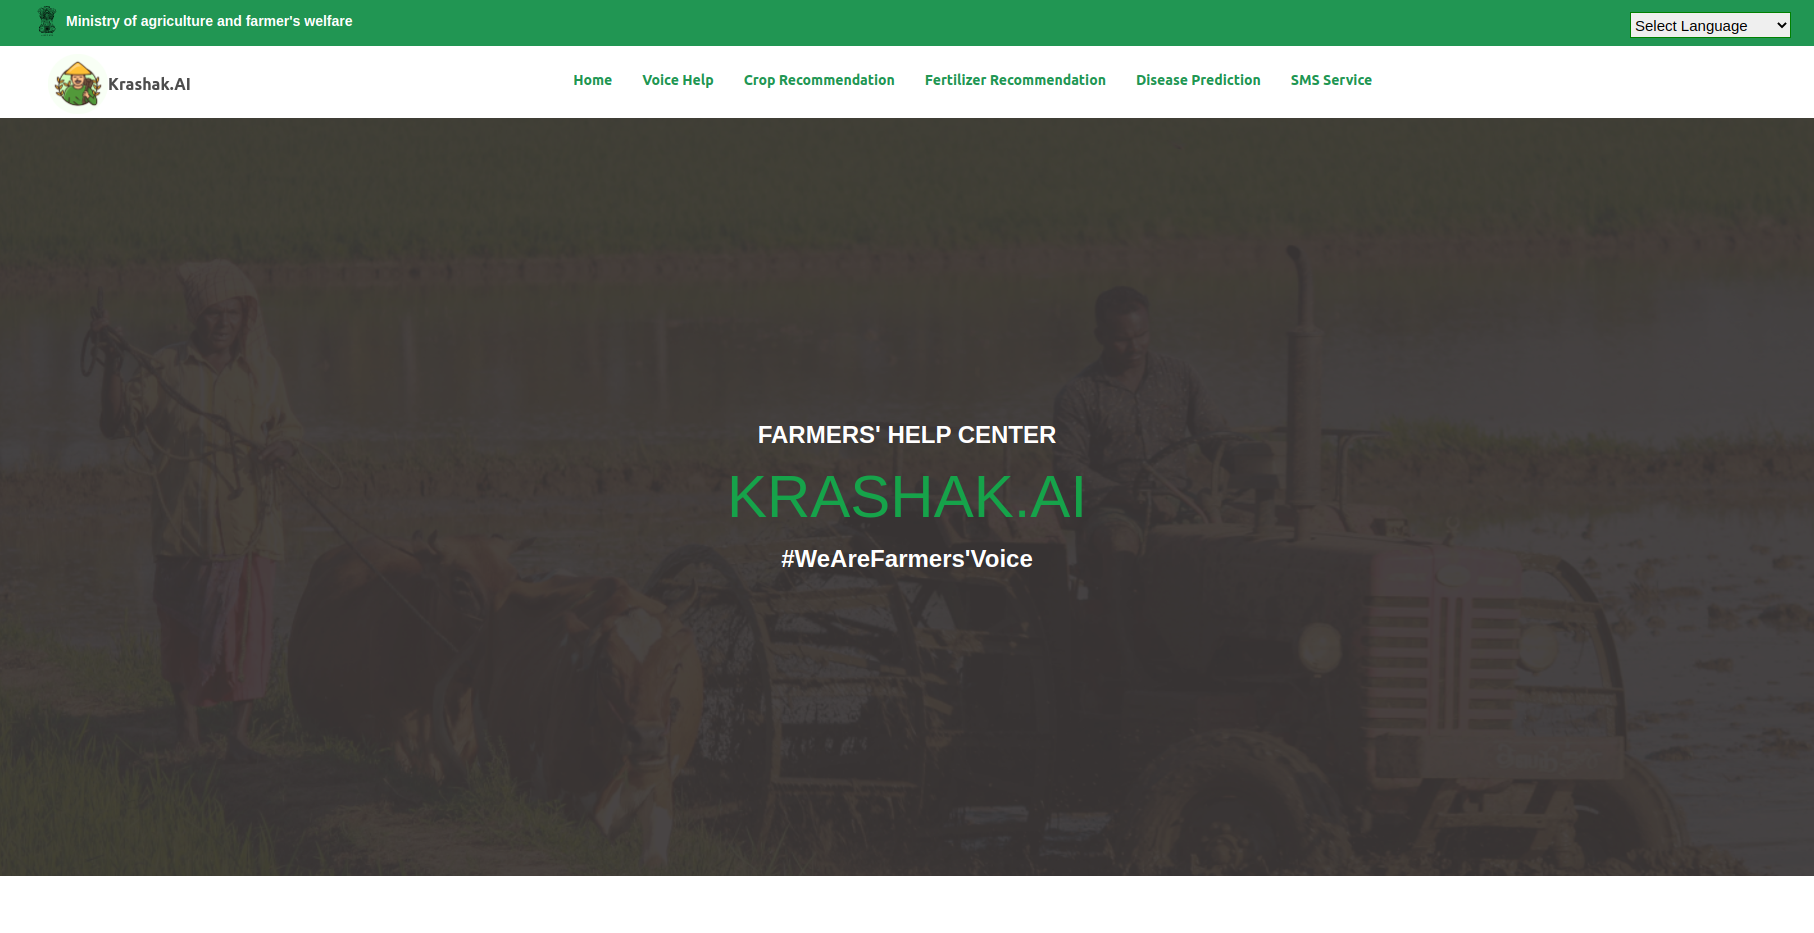 Ministry of agriculture and farmer's welfare
Select Language
Krashak.AI
Home
Voice Help
Crop Recommendation
Fertilizer Recommendation
Disease Prediction
SMS Service
FARMERS' HELP CENTER
KRASHAK.AI
#WeAreFarmers'Voice